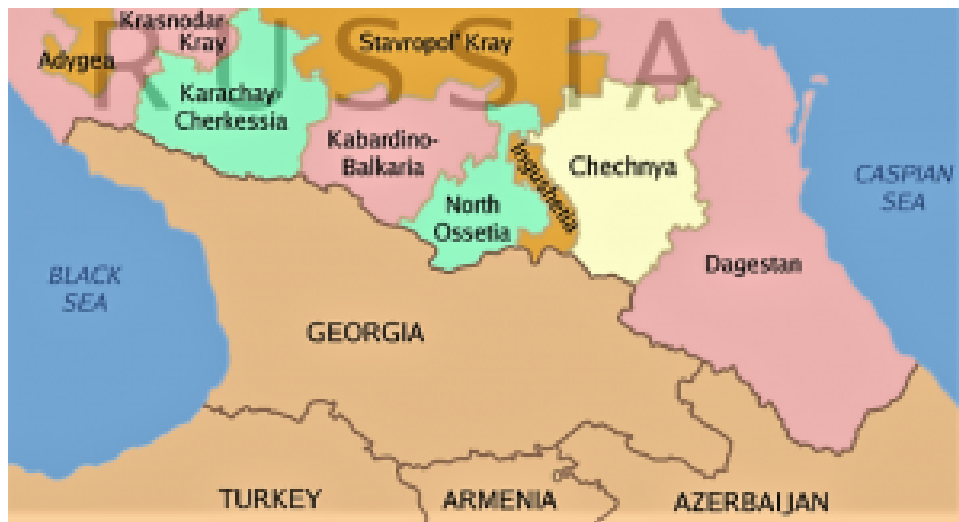 Krasnodar
Kray
RUSSIA
Stavropol' Kray
Adygea
Karachay-
Cherkessia
Kabardino-
Balkaria
Ingushetia
Chechnya
CASPIAN
SEA
North
Ossetia
Dagestan
BLACK
SEA
GEORGIA
TURKEY
ARMENIA
AZERBAIJAN